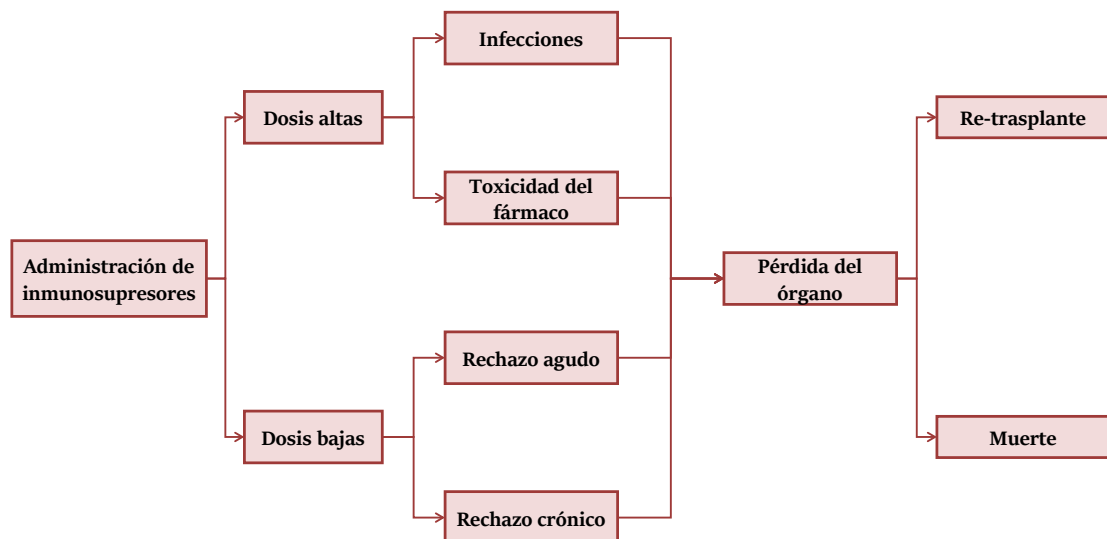 Infecciones
Dosis altas
Re-trasplante
Toxicidad del
fármaco
Administración de
inmunosupresores
Pérdida del
órgano
Rechazo agudo
Dosis bajas
Muerte
Rechazo crónico